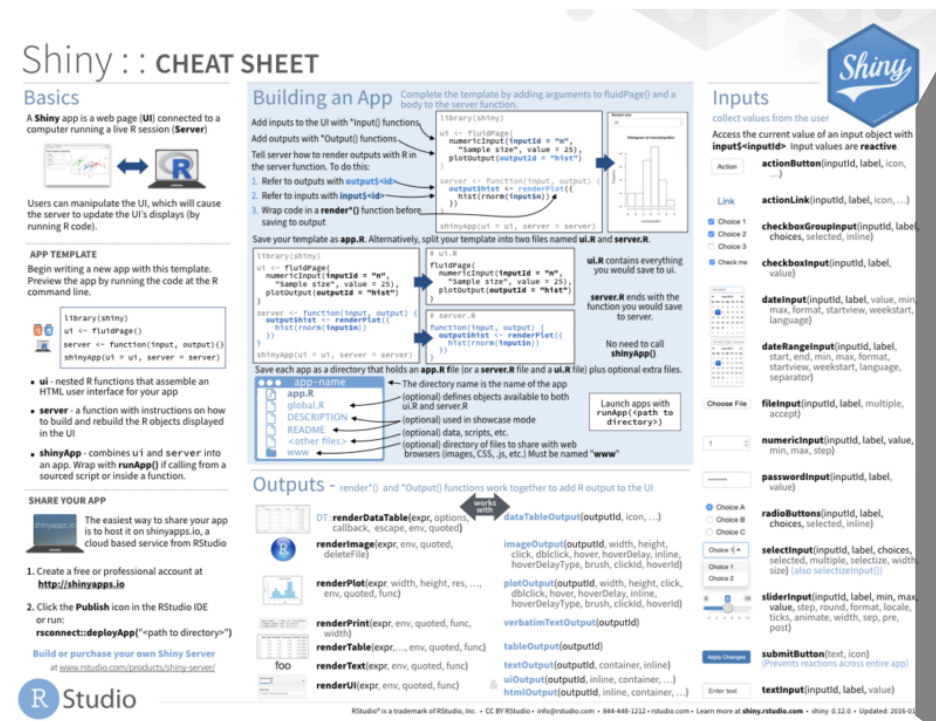 Shiny : : CHEAT SHEET
Shiny
Basics
A Shiny app is a web page (UI) connected to a
computer running a live R session (Server)
Users can manipulate the UI, which will cause
the server to update the UI's displays (by
running R code).
APP TEMPLATE
Begin writing a new app with this template.
Preview the app by running the code at the R
command line.
library(shiny)
ui <- fluidPage()
server <- function(input, output){}
shinyApp(ui = ui, server = server)
• ui - nested R functions that assemble an
HTML user interface for your app
• server - a function with instructions on how
to build and rebuild the R objects displayed
in the UI
• shinyApp - combines ui and server into
an app. Wrap with runApp() if calling from a
sourced script or inside a function.
SHARE YOUR APP
shinyapps.io
The easiest way to share your app
is to host it on shinyapps.io, a
cloud based service from RStudio
1. Create a free or professional account at
http://shinyapps.io
2. Click the Publish icon in the RStudio IDE
or run:
rsconnect::deployApp("<path to directory>")
Build or purchase your own Shiny Server
at www.rstudio.com/products/shiny-server/
R Studio
Building an App
Complete the template by adding arguments to fluidPage() and a
body to the server function.
Add inputs to the UI with *Input() functions
Add outputs with *Output() functions
Tell server how to render outputs with R in
the server function. To do this:
1. Refer to outputs with output$<id>
2. Refer to inputs with input$<id>
3. Wrap code in a render*() function before
saving to output
library(shiny)
ui <- fluidPage(
numericInput(inputId = "n",
"Sample size", value = 25),
plotOutput(outputId = "hist")
)
server <- function(input, output) {
output$hist <- renderPlot({
hist(rnorm(input$n))
})
}
shinyApp(ui = ui, server = server)
Save your template as app.R. Alternatively, split your template into two files named ui.R and server.R.
library(shiny)
ui <- fluidPage(
numericInput(inputId = "n",
"Sample size", value = 25),
plotOutput(outputId = "hist")
)
server <- function(input, output) {
output$hist <- renderPlot({
hist(rnorm(input$n))
})
}
shinyApp(ui = ui, server = server)
# ui.R
fluidPage(
numericInput(inputId = "n",
"Sample size", value = 25),
plotOutput(outputId = "hist")
)
# server.R
function(input, output) {
output$hist <- renderPlot({
hist(rnorm(input$n))
})
}
ui.R contains everything
you would save to ui.
server.R ends with the
function you would save
to server.
No need to call
shinyApp().
Save each app as a directory that holds an app.R file (or a server.R file and a ui.R file) plus optional extra files.
app-name
app.R
global.R
DESCRIPTION
README
<other files>
www
The directory name is the name of the app
(optional) defines objects available to both
ui.R and server.R
(optional) used in showcase mode
(optional) data, scripts, etc.
(optional) directory of files to share with web
browsers (images, CSS, .js, etc.) Must be named "www"
Launch apps with
runApp(<path to
directory>)
Outputs - render*() and *Output() functions work together to add R output to the UI
works
with
DT::renderDataTable(expr, options,
callback, escape, env, quoted)
dataTableOutput(outputId, icon, …)
renderImage(expr, env, quoted,
deleteFile)
imageOutput(outputId, width, height,
click, dblclick, hover, hoverDelay, inline,
hoverDelayType, brush, clickId, hoverId)
renderPlot(expr, width, height, res, …,
env, quoted, func)
plotOutput(outputId, width, height, click,
dblclick, hover, hoverDelay, inline,
hoverDelayType, brush, clickId, hoverId)
renderPrint(expr, env, quoted, func,
width)
verbatimTextOutput(outputId)
renderTable(expr,…, env, quoted, func)
tableOutput(outputId)
foo
renderText(expr, env, quoted, func)
textOutput(outputId, container, inline)
renderUI(expr, env, quoted, func)
&
uiOutput(outputId, inline, container, …)
htmlOutput(outputId, inline, container, …)
Inputs
collect values from the user
Access the current value of an input object with
input$<inputId> Input values are reactive.
Action
actionButton(inputId, label, icon,
…)
Link
actionLink(inputId, label, icon, …)
Choice 1
Choice 2
Choice 3
checkboxGroupInput(inputId, label,
choices, selected, inline)
Check me
checkboxInput(inputId, label,
value)
dateInput(inputId, label, value, min,
max, format, startview, weekstart,
language)
dateRangeInput(inputId, label,
start, end, min, max, format,
startview, weekstart, language,
separator)
Choose File
fileInput(inputId, label, multiple,
accept)
1
numericInput(inputId, label, value,
min, max, step)
passwordInput(inputId, label,
value)
Choice A
Choice B
Choice C
radioButtons(inputId, label,
choices, selected, inline)
Choice 1
Choice 1
Choice 2
selectInput(inputId, label, choices,
selected, multiple, selectize, width,
size) (also selectizeInput())
sliderInput(inputId, label, min, max,
value, step, round, format, locale,
ticks, animate, width, sep, pre,
post)
Apply Changes
submitButton(text, icon)
(Prevents reactions across entire app)
Enter text
textInput(inputId, label, value)
RStudio® is a trademark of RStudio, Inc. • CC BY RStudio • info@rstudio.com • 844-448-1212 • rstudio.com • Learn more at shiny.rstudio.com • shiny 0.12.0 • Updated: 2016-01